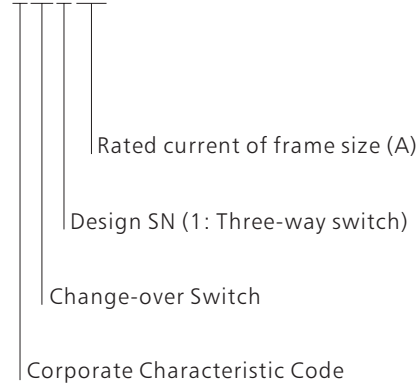 Rated current of frame size (A)
Design SN (1: Three-way switch)
Change-over Switch
Corporate Characteristic Code